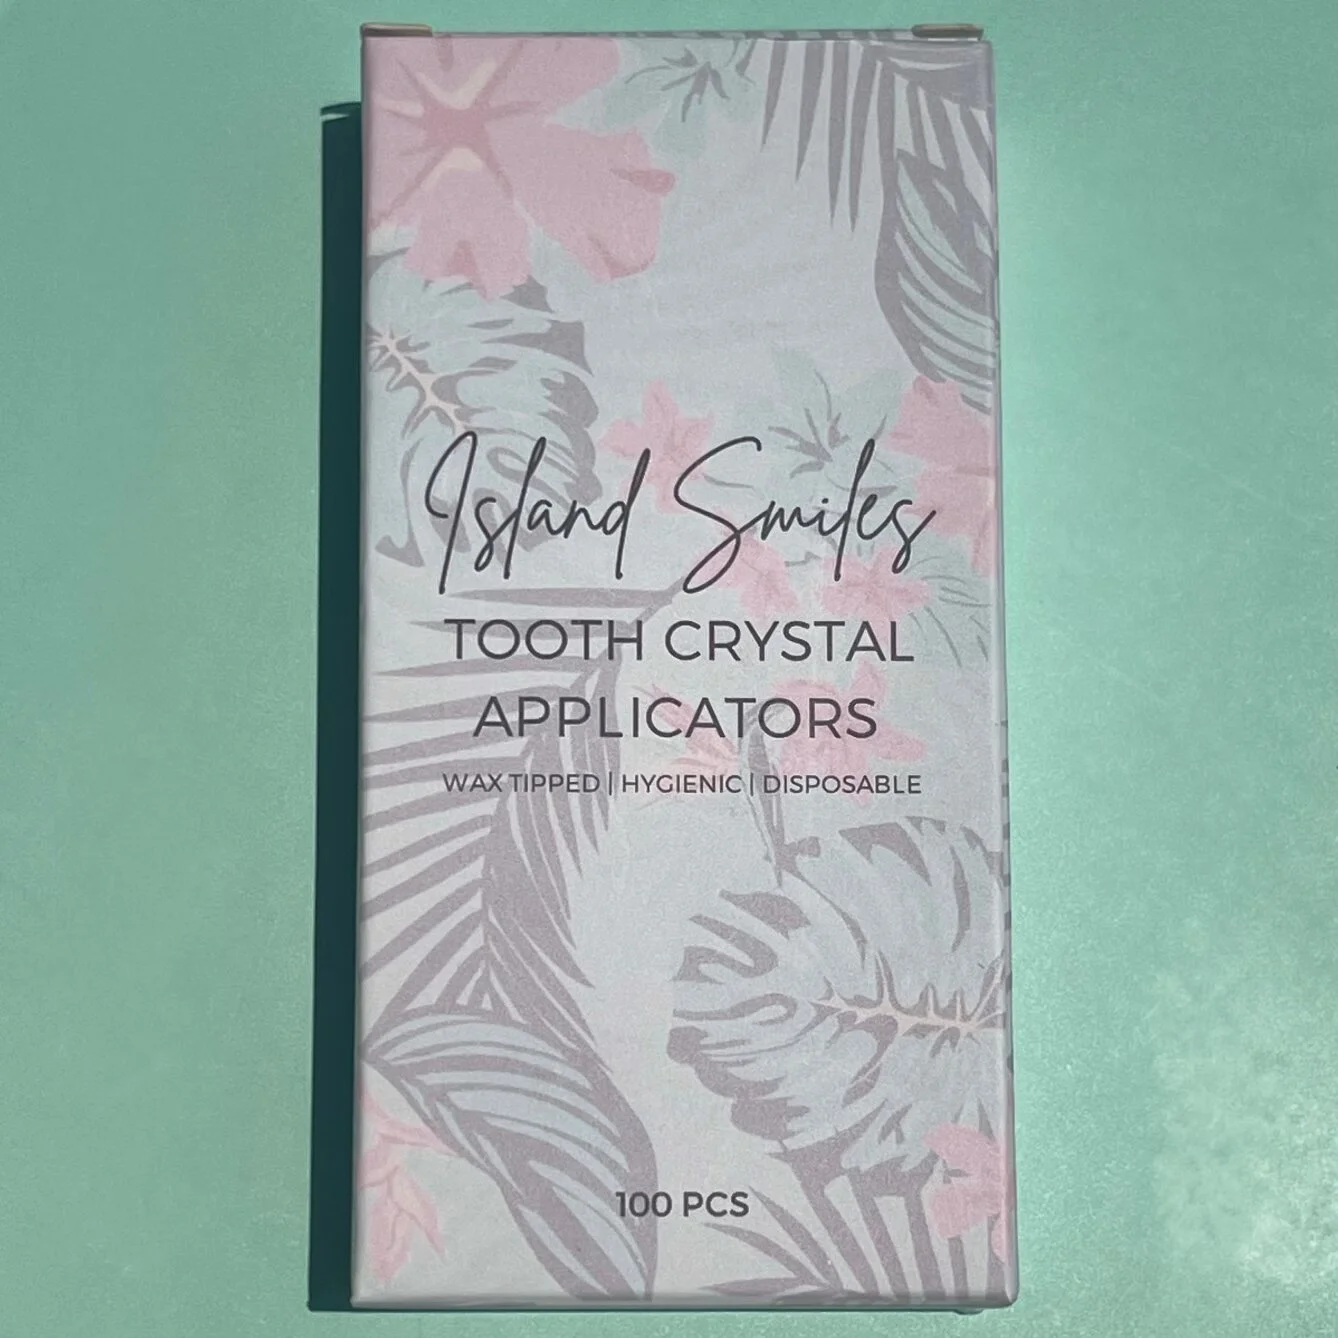 Island Smiles
TOOTH CRYSTAL
APPLICATORS
WAX TIPPED | HYGIENIC | DISPOSABLE
100 PCS